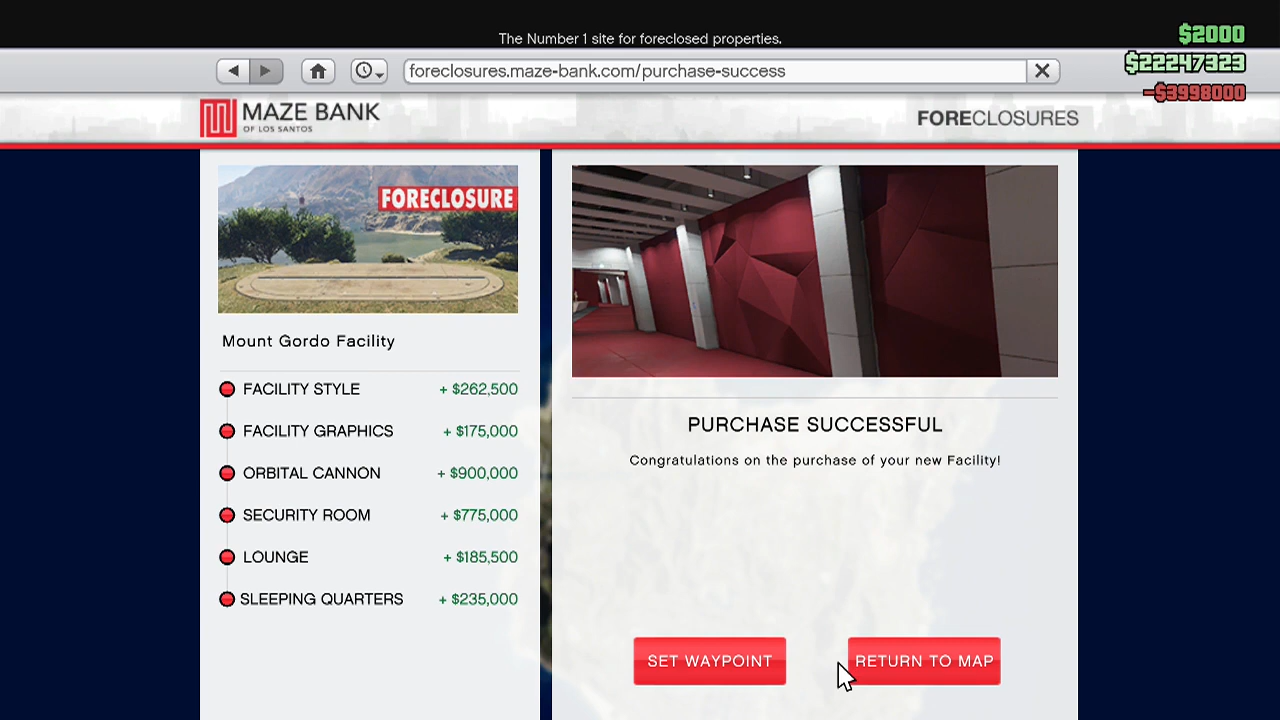 The Number 1 site for foreclosed properties.
$2000
$22247323
-$3998000
foreclosures.maze-bank.com/purchase-success
MAZE BANK
OF LOS SANTOS
FORECLOSURES
FORECLOSURE
Mount Gordo Facility
FACILITY STYLE + $262,500
FACILITY GRAPHICS + $175,000
ORBITAL CANNON + $900,000
SECURITY ROOM + $775,000
LOUNGE + $185,500
SLEEPING QUARTERS + $235,000
PURCHASE SUCCESSFUL
Congratulations on the purchase of your new Facility!
SET WAYPOINT
RETURN TO MAP